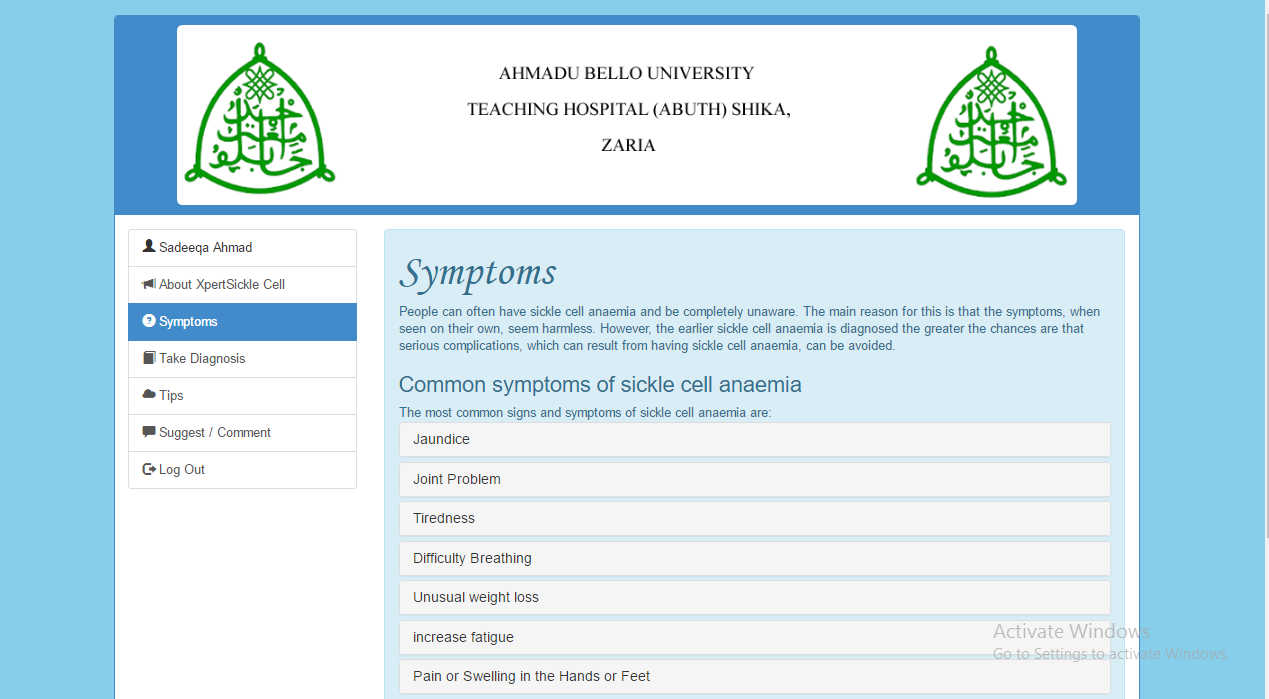 AHMADU BELLO UNIVERSITY
TEACHING HOSPITAL (ABUTH) SHIKA,
ZARIA
Sadeeqa Ahmad
About XpertSickle Cell
Symptoms
Take Diagnosis
Tips
Suggest / Comment
Log Out
Symptoms
People can often have sickle cell anaemia and be completely unaware. The main reason for this is that the symptoms, when
seen on their own, seem harmless. However, the earlier sickle cell anaemia is diagnosed the greater the chances are that
serious complications, which can result from having sickle cell anaemia, can be avoided.
Common symptoms of sickle cell anaemia
The most common signs and symptoms of sickle cell anaemia are:
Jaundice
Joint Problem
Tiredness
Difficulty Breathing
Unusual weight loss
increase fatigue
Pain or Swelling in the Hands or Feet
Activate Windows
Go to Settings to activate Windows.